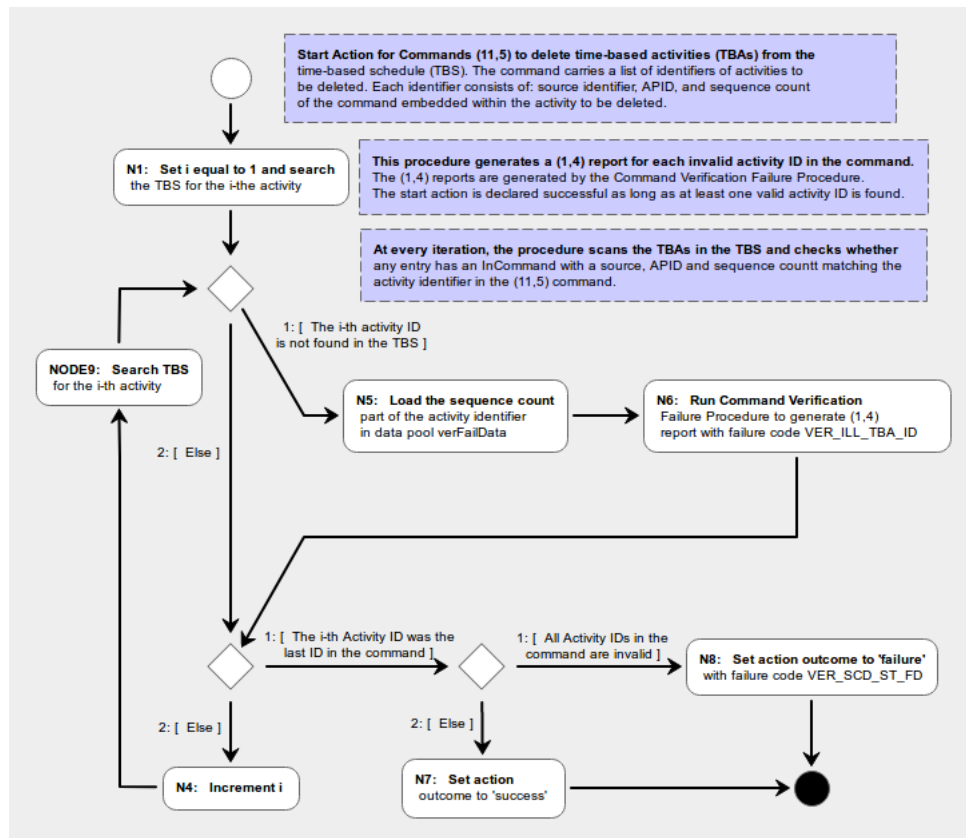 Start Action for Commands (11,5) to delete time-based activities (TBAs) from the
time-based schedule (TBS). The command carries a list of identifiers of activities to
be deleted. Each identifier consists of: source identifier, APID, and sequence count
of the command embedded within the activity to be deleted.
N1: Set i equal to 1 and search
the TBS for the i-the activity
This procedure generates a (1,4) report for each invalid activity ID in the command.
The (1,4) reports are generated by the Command Verification Failure Procedure.
The start action is declared successful as long as at least one valid activity ID is found.
At every iteration, the procedure scans the TBAs in the TBS and checks whether
any entry has an InCommand with a source, APID and sequence countt matching the
activity identifier in the (11,5) command.
1: [ The i-th activity ID
is not found in the TBS ]
NODE9: Search TBS
for the i-th activity
N5: Load the sequence count
part of the activity identifier
in data pool verFailData
N6: Run Command Verification
Failure Procedure to generate (1,4)
report with failure code VER_ILL_TBA_ID
2: [ Else ]
1: [ The i-th Activity ID was the
last ID in the command ]
1: [ All Activity IDs in the
command are invalid ]
N8: Set action outcome to 'failure'
with failure code VER_SCD_ST_FD
2: [ Else ]
2: [ Else ]
N4: Increment i
N7: Set action
outcome to 'success'